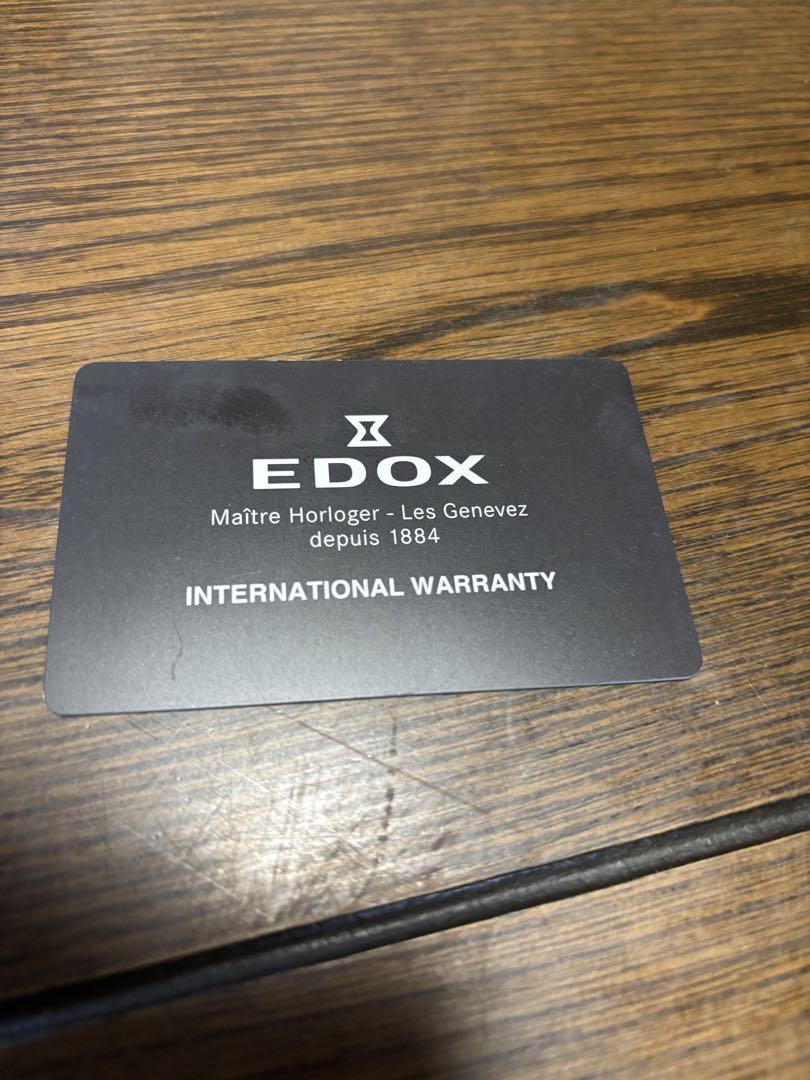 EDOX
Maître Horloger - Les Genevez
depuis 1884
INTERNATIONAL WARRANTY